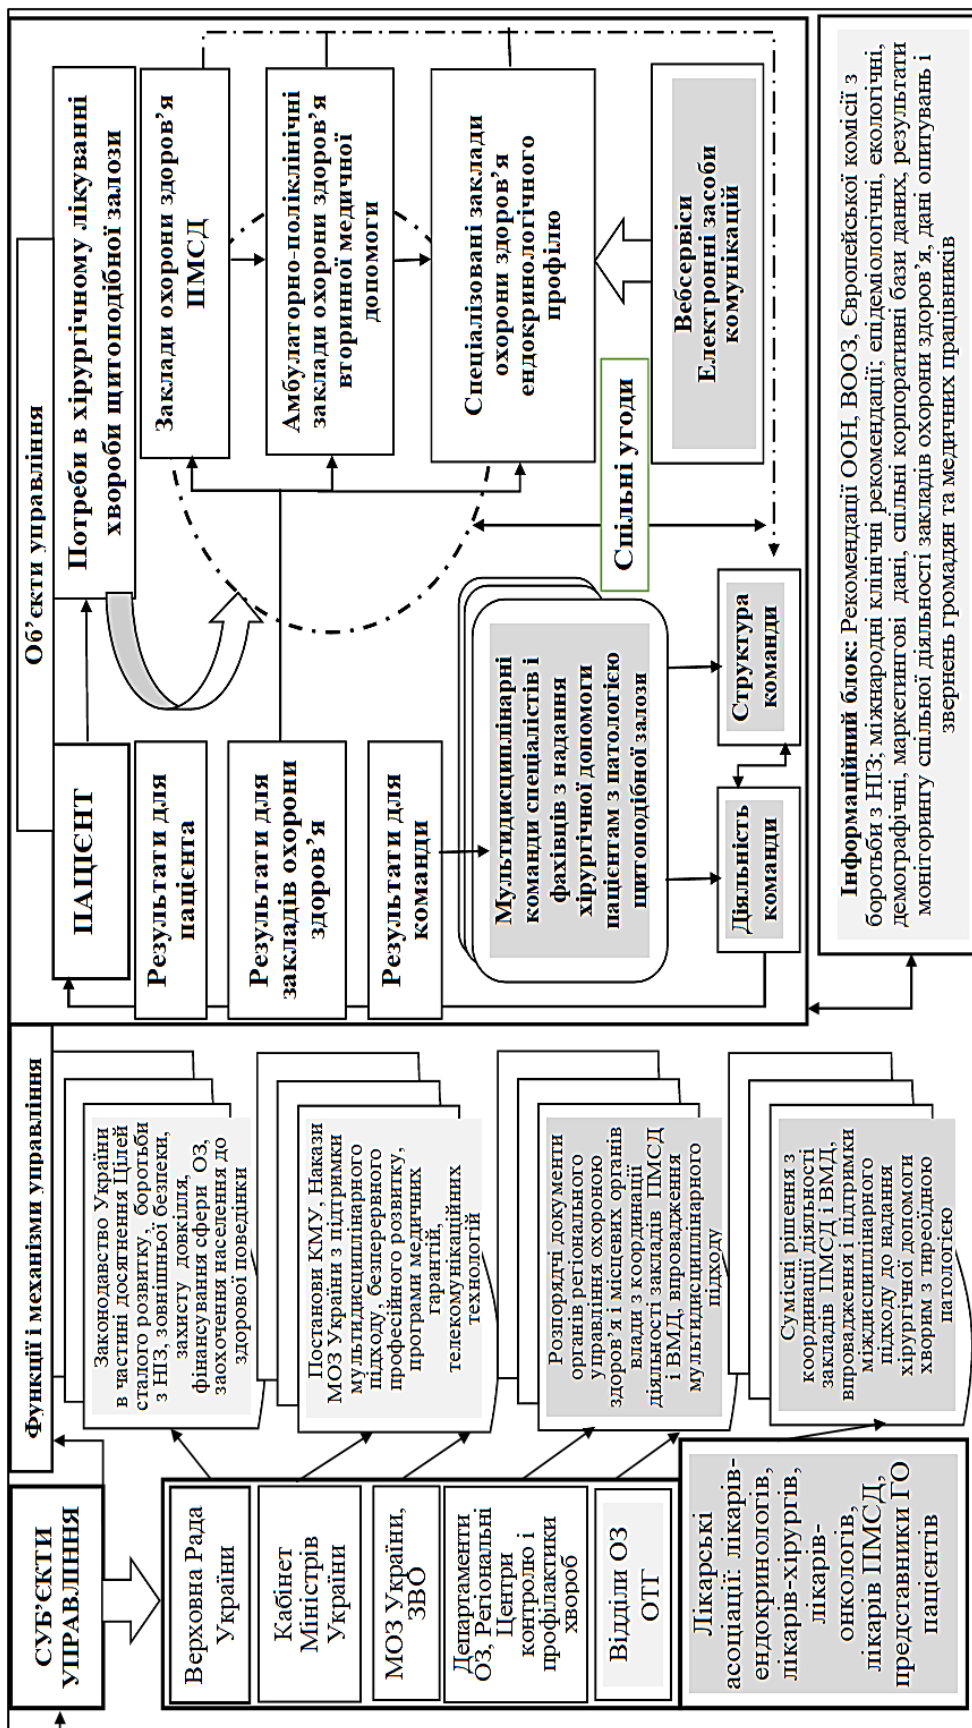 СУБ’ЄКТИ
УПРАВЛІННЯ
Верховна Рада
України
Кабінет
Міністрів
України
МОЗ України,
ЗВО
Департаменти
ОЗ, Регіональні
Центри
контролю і
профілактики
хвороб
Відділи ОЗ
ОТГ
Лікарські
асоціації: лікарів-
ендокринологів,
лікарів-хірургів,
лікарів-
онкологів,
лікарів ПМСД,
представники ГО
пацієнтів
Функції і механізми управління
Законодавство України
в частині досягнення Цілей
сталого розвитку, боротьби
з НІЗ, зовнішньої безпеки,
захисту довкілля,
фінансування сфери ОЗ,
заохочення населення до
здорової поведінки
Постанови КМУ, Накази
МОЗ України з підтримки
мультидисциплінарного
підходу, безперервного
професійного розвитку,
програми медичних
гарантій,
телекомунікаційних
технологій
Розпорядчі документи
органів регіонального
управління охороною
здоров’я і місцевих органів
влади з координації
діяльності закладів ПМСД
і ВМД, впровадження
мультидисциплінарного
підходу
Сумісні рішення з
координації діяльності
закладів ПМСД і ВМД,
впровадження і підтримки
міждисциплінарного
підходу до надання
хірургічної допомоги
хворим з тиреоїдною
патологією
Об’єкти управління
ПАЦІЄНТ
Потреби в хірургічному лікуванні
хвороби щитоподібної залози
Результати для
пацієнта
Результати для
закладів охорони
здоров’я
Результати для
команди
Заклади охорони здоров’я
ПМСД
Амбулаторно-поліклінічні
заклади охорони здоров’я
вторинної медичної
допомоги
Спеціалізовані заклади
охорони здоров’я
ендокринологічного
профілю
Мультидисциплінарні
команди спеціалістів і
фахівців з надання
хірургічної допомоги
пацієнтам з патологією
щитоподібної залози
Спільні угоди
Вебсервіси
Електронні засоби
комунікацій
Діяльність
команди
Структура
команди
Інформаційний блок: Рекомендації ООН, ВООЗ, Європейської комісії з
боротьби з НІЗ; міжнародні клінічні рекомендації; епідеміологічні, екологічні,
демографічні, маркетингові дані, спільні корпоративні бази даних, результати
моніторингу спільної діяльності закладів охорони здоров’я, дані опитувань і
звернень громадян та медичних працівників